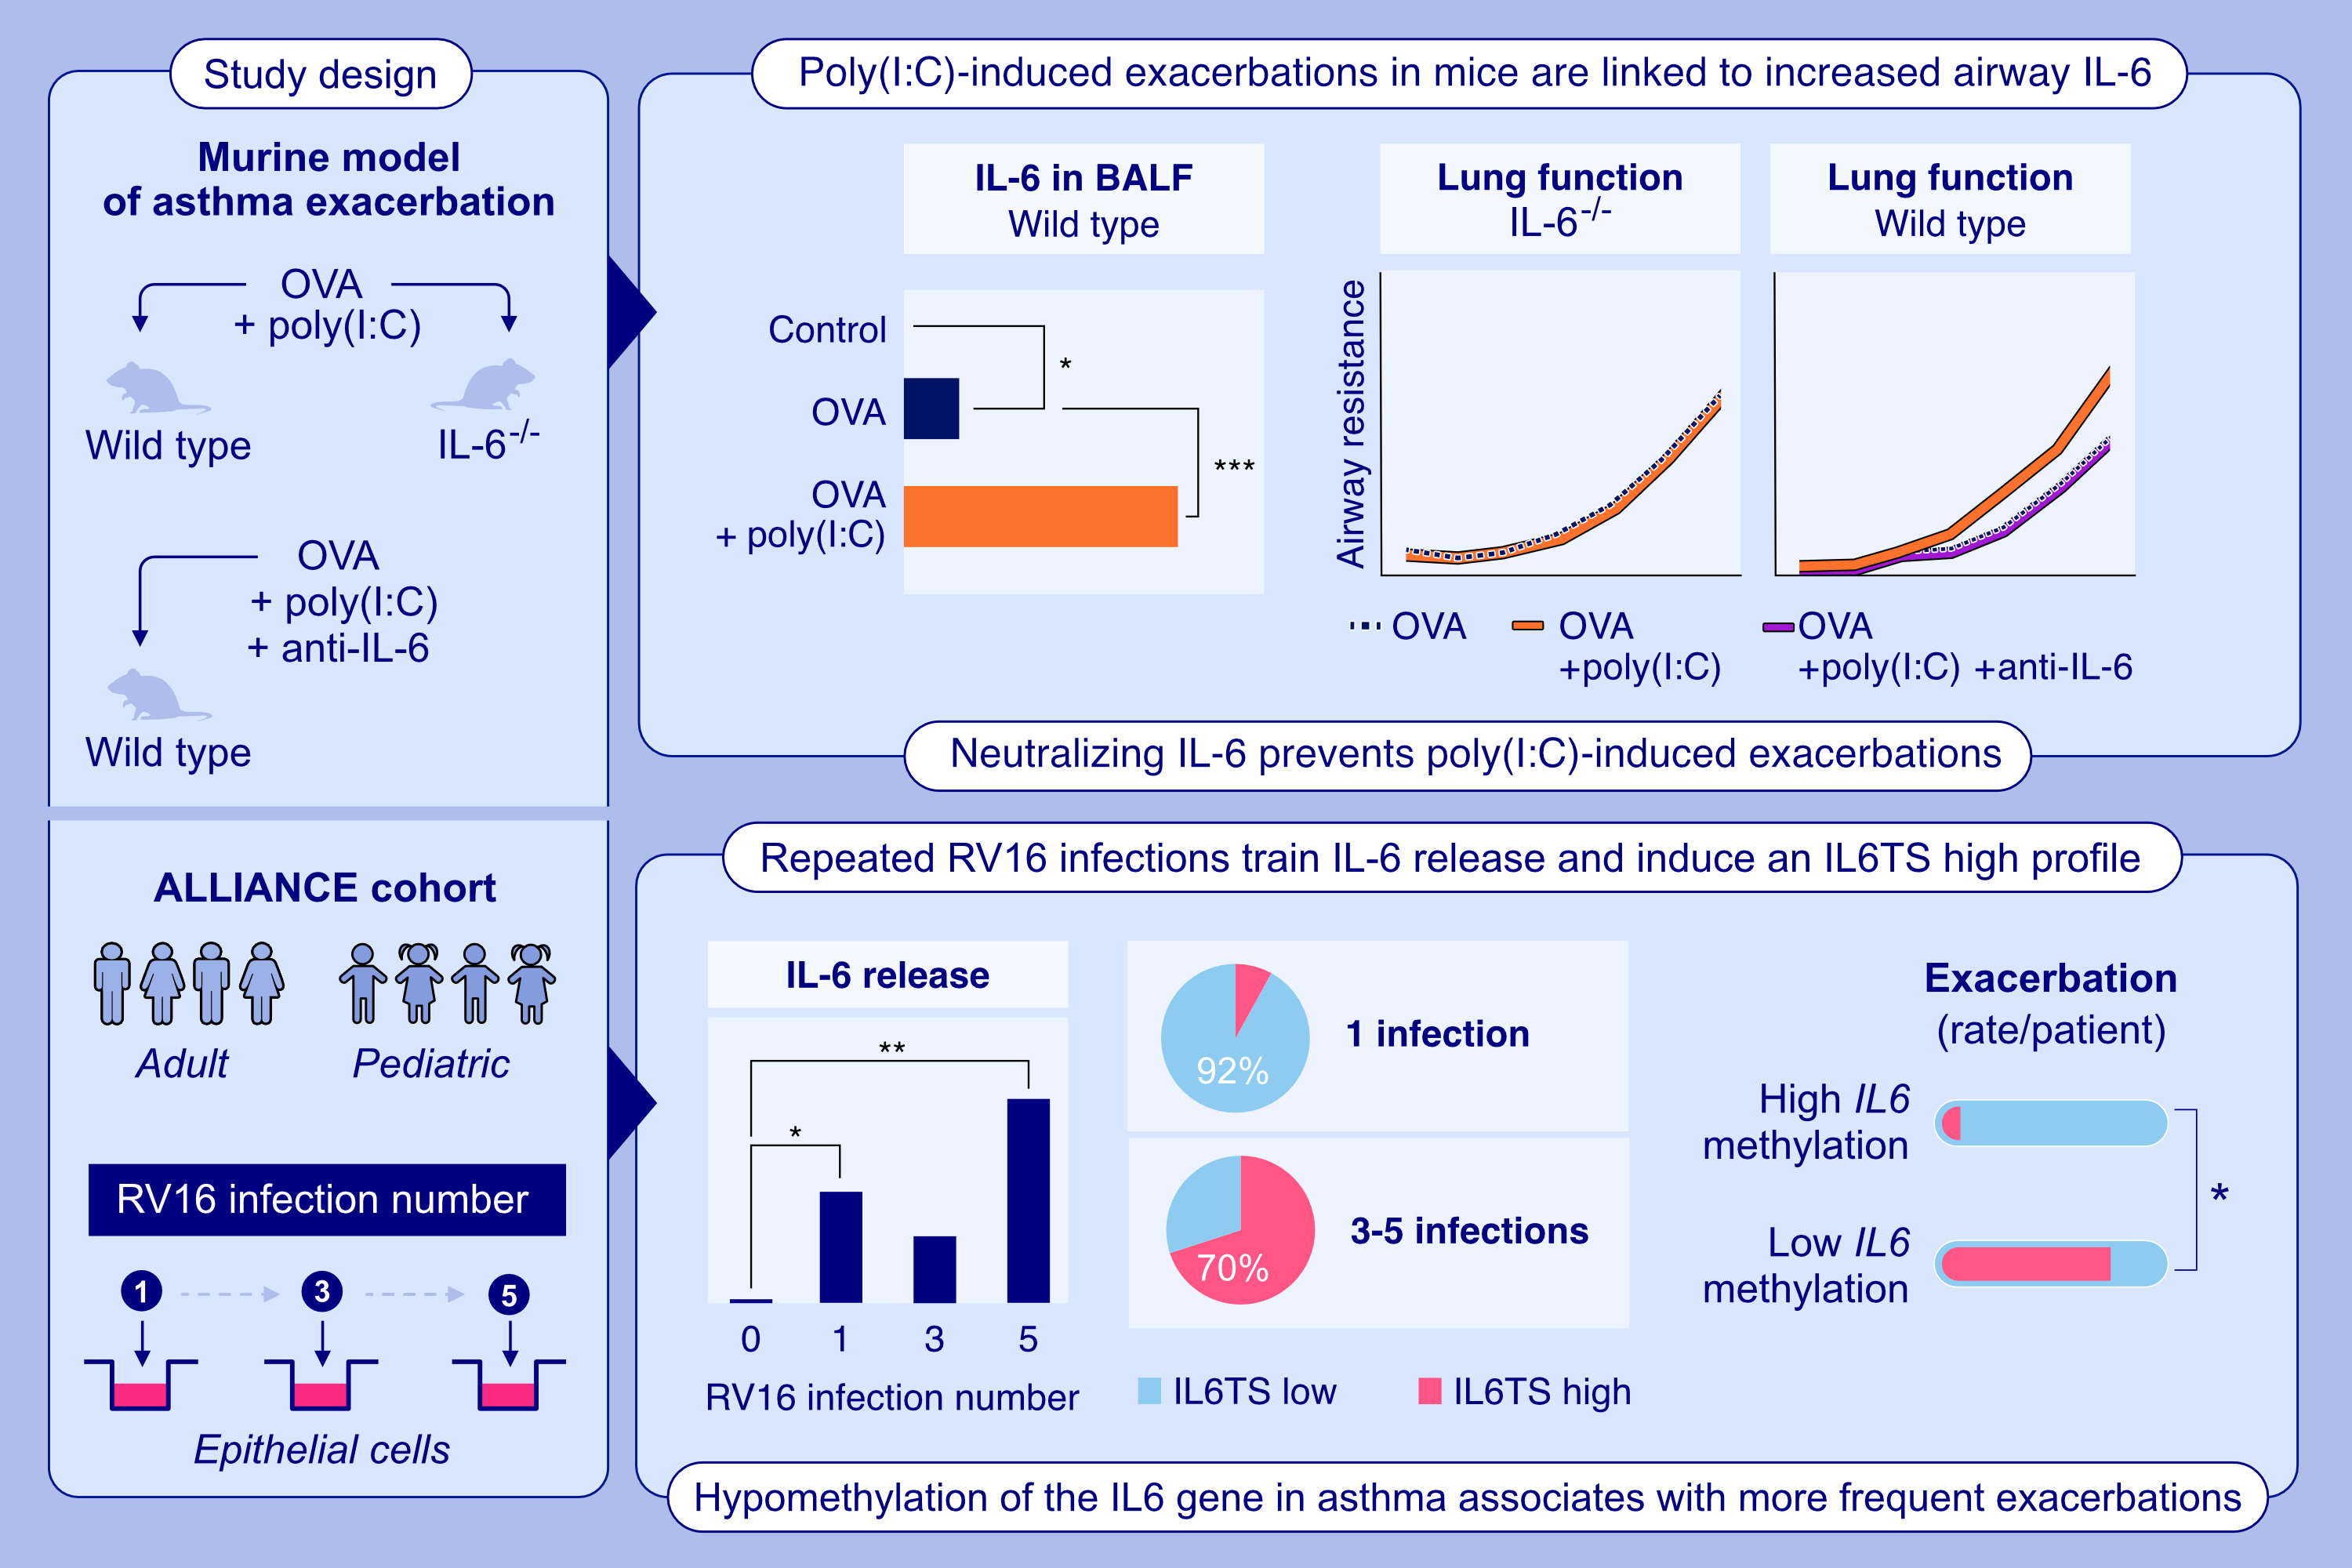 Study design
Murine model
of asthma exacerbation
OVA
+ poly(I:C)
Wild type
IL-6-/-
OVA
+ poly(I:C)
+ anti-IL-6
Wild type
Poly(I:C)-induced exacerbations in mice are linked to increased airway IL-6
IL-6 in BALF
Wild type
Control
*
OVA
***
OVA
+ poly(I:C)
Lung function
IL-6-/-
Lung function
Wild type
Airway resistance
OVA
OVA
+poly(I:C)
OVA
+poly(I:C) +anti-IL-6
Neutralizing IL-6 prevents poly(I:C)-induced exacerbations
ALLIANCE cohort
Adult
Pediatric
RV16 infection number
1
3
5
Epithelial cells
Repeated RV16 infections train IL-6 release and induce an IL6TS high profile
IL-6 release
**
*
0
1
3
5
RV16 infection number
92%
1 infection
70%
3-5 infections
IL6TS low
IL6TS high
Exacerbation
(rate/patient)
High IL6
methylation
Low IL6
methylation
*
Hypomethylation of the IL6 gene in asthma associates with more frequent exacerbations